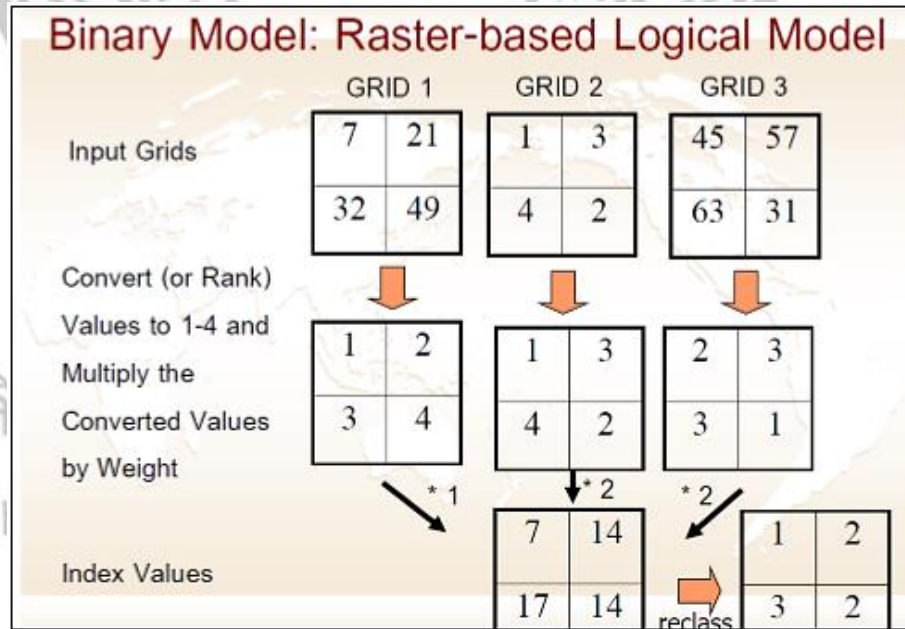 Binary Model: Raster-based Logical Model
GRID 1 GRID 2 GRID 3
Input Grids
7 21 1 3 45 57
32 49 4 2 63 31
Convert (or Rank)
Values to 1-4 and
Multiply the
Converted Values
by Weight
1 2 1 3 2 3
3 4 4 2 3 1
* 1 * 2 * 2
Index Values
7 14 1 2
17 14 reclass 3 2